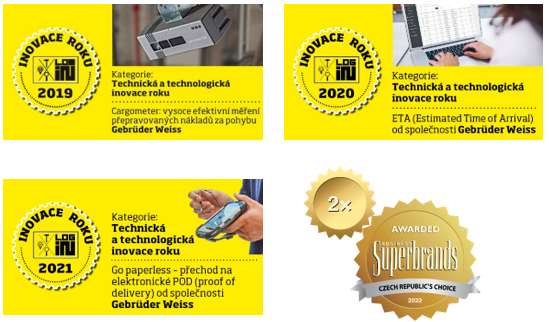 INOVACE ROKU
LOG
IN
2019
Kategorie:
Technická a technologická
inovace roku
Cargometer: vysoce efektivní měření
přepravovaných nákladů za pohybu
Gebrüder Weiss
INOVACE ROKU
LOG
IN
2020
Kategorie:
Technická a technologická
inovace roku
ETA (Estimated Time of Arrival)
od společnosti Gebrüder Weiss
INOVACE ROKU
LOG
IN
2021
Kategorie:
Technická
a technologická
inovace roku
Go paperless – přechod na
elektronické POD (proof of
delivery) od společnosti
Gebrüder Weiss
2×
AWARDED
BUSINESS
Superbrands
CZECH REPUBLIC'S CHOICE
2022